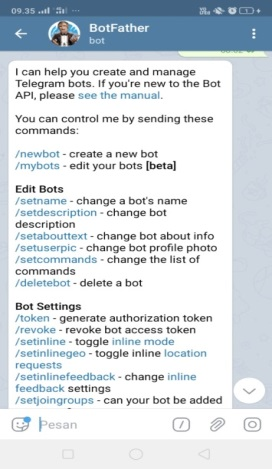 09.35
BotFather
bot
I can help you create and manage
Telegram bots. If you're new to the Bot
API, please see the manual.
You can control me by sending these
commands:
/newbot - create a new bot
/mybots - edit your bots [beta]
Edit Bots
/setname - change a bot's name
/setdescription - change bot
description
/setabouttext - change bot about info
/setuserpic - change bot profile photo
/setcommands - change the list of
commands
/deletebot - delete a bot
Bot Settings
/token - generate authorization token
/revoke - revoke bot access token
/setinline - toggle inline mode
/setinlinegeo - toggle inline location
requests
/setinlinefeedback - change inline
feedback settings
/setjoingroups - can your bot be added
Pesan